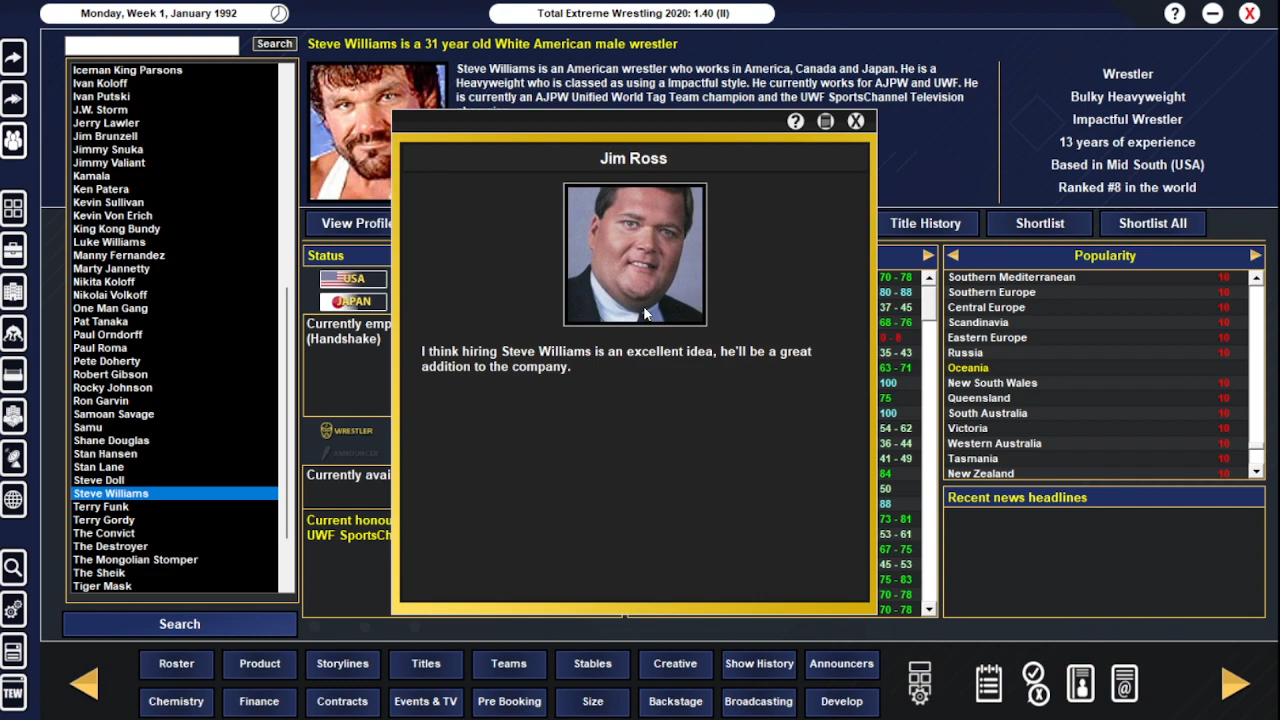 Monday, Week 1, January 1992
Total Extreme Wrestling 2020: 1.40 (II)
?
X
Search
Steve Williams is a 31 year old White American male wrestler
Steve Williams is an American wrestler who works in America, Canada and Japan. He is a
Heavyweight who is classed as using a Impactful style. He currently works for AJPW and UWF. He
is currently an AJPW Unified World Tag Team champion and the UWF SportsChannel Television
Wrestler
Bulky Heavyweight
Impactful Wrestler
13 years of experience
Based in Mid South (USA)
Ranked #8 in the world
Iceman King Parsons
Ivan Koloff
Ivan Putski
J.W. Storm
Jerry Lawler
Jim Brunzell
Jimmy Snuka
Jimmy Valiant
Kamala
Ken Patera
Kevin Sullivan
Kevin Von Erich
King Kong Bundy
Luke Williams
Manny Fernandez
Marty Jannetty
Nikita Koloff
Nikolai Volkoff
One Man Gang
Pat Tanaka
Paul Orndorff
Paul Roma
Pete Doherty
Robert Gibson
Rocky Johnson
Ron Garvin
Samoan Savage
Samu
Shane Douglas
Stan Hansen
Stan Lane
Steve Doll
Steve Williams
Terry Funk
Terry Gordy
The Convict
The Destroyer
The Mongolian Stomper
The Sheik
Tiger Mask
Search
View Profile
Title History
Shortlist
Shortlist All
Status
USA
JAPAN
Currently emp
(Handshake)
WRESTLER
ANNOUNCER
Currently avai
Current honou
UWF SportsCh
? X
Jim Ross
I think hiring Steve Williams is an excellent idea, he'll be a great
addition to the company.
70 - 78
80 - 88
37 - 45
68 - 76
0 - 8
35 - 43
63 - 71
100
75
100
54 - 62
36 - 44
41 - 49
84
50
88
73 - 81
53 - 61
67 - 75
45 - 53
75 - 83
70 - 78
70 - 78
Popularity
Southern Mediterranean 10
Southern Europe 10
Central Europe 10
Scandinavia 10
Eastern Europe 10
Russia 10
Oceania
New South Wales 10
Queensland 10
South Australia 10
Victoria 10
Western Australia 10
Tasmania 10
New Zealand 10
Recent news headlines
Roster
Product
Storylines
Titles
Teams
Stables
Creative
Show History
Announcers
Chemistry
Finance
Contracts
Events & TV
Pre Booking
Size
Backstage
Broadcasting
Develop
TEW